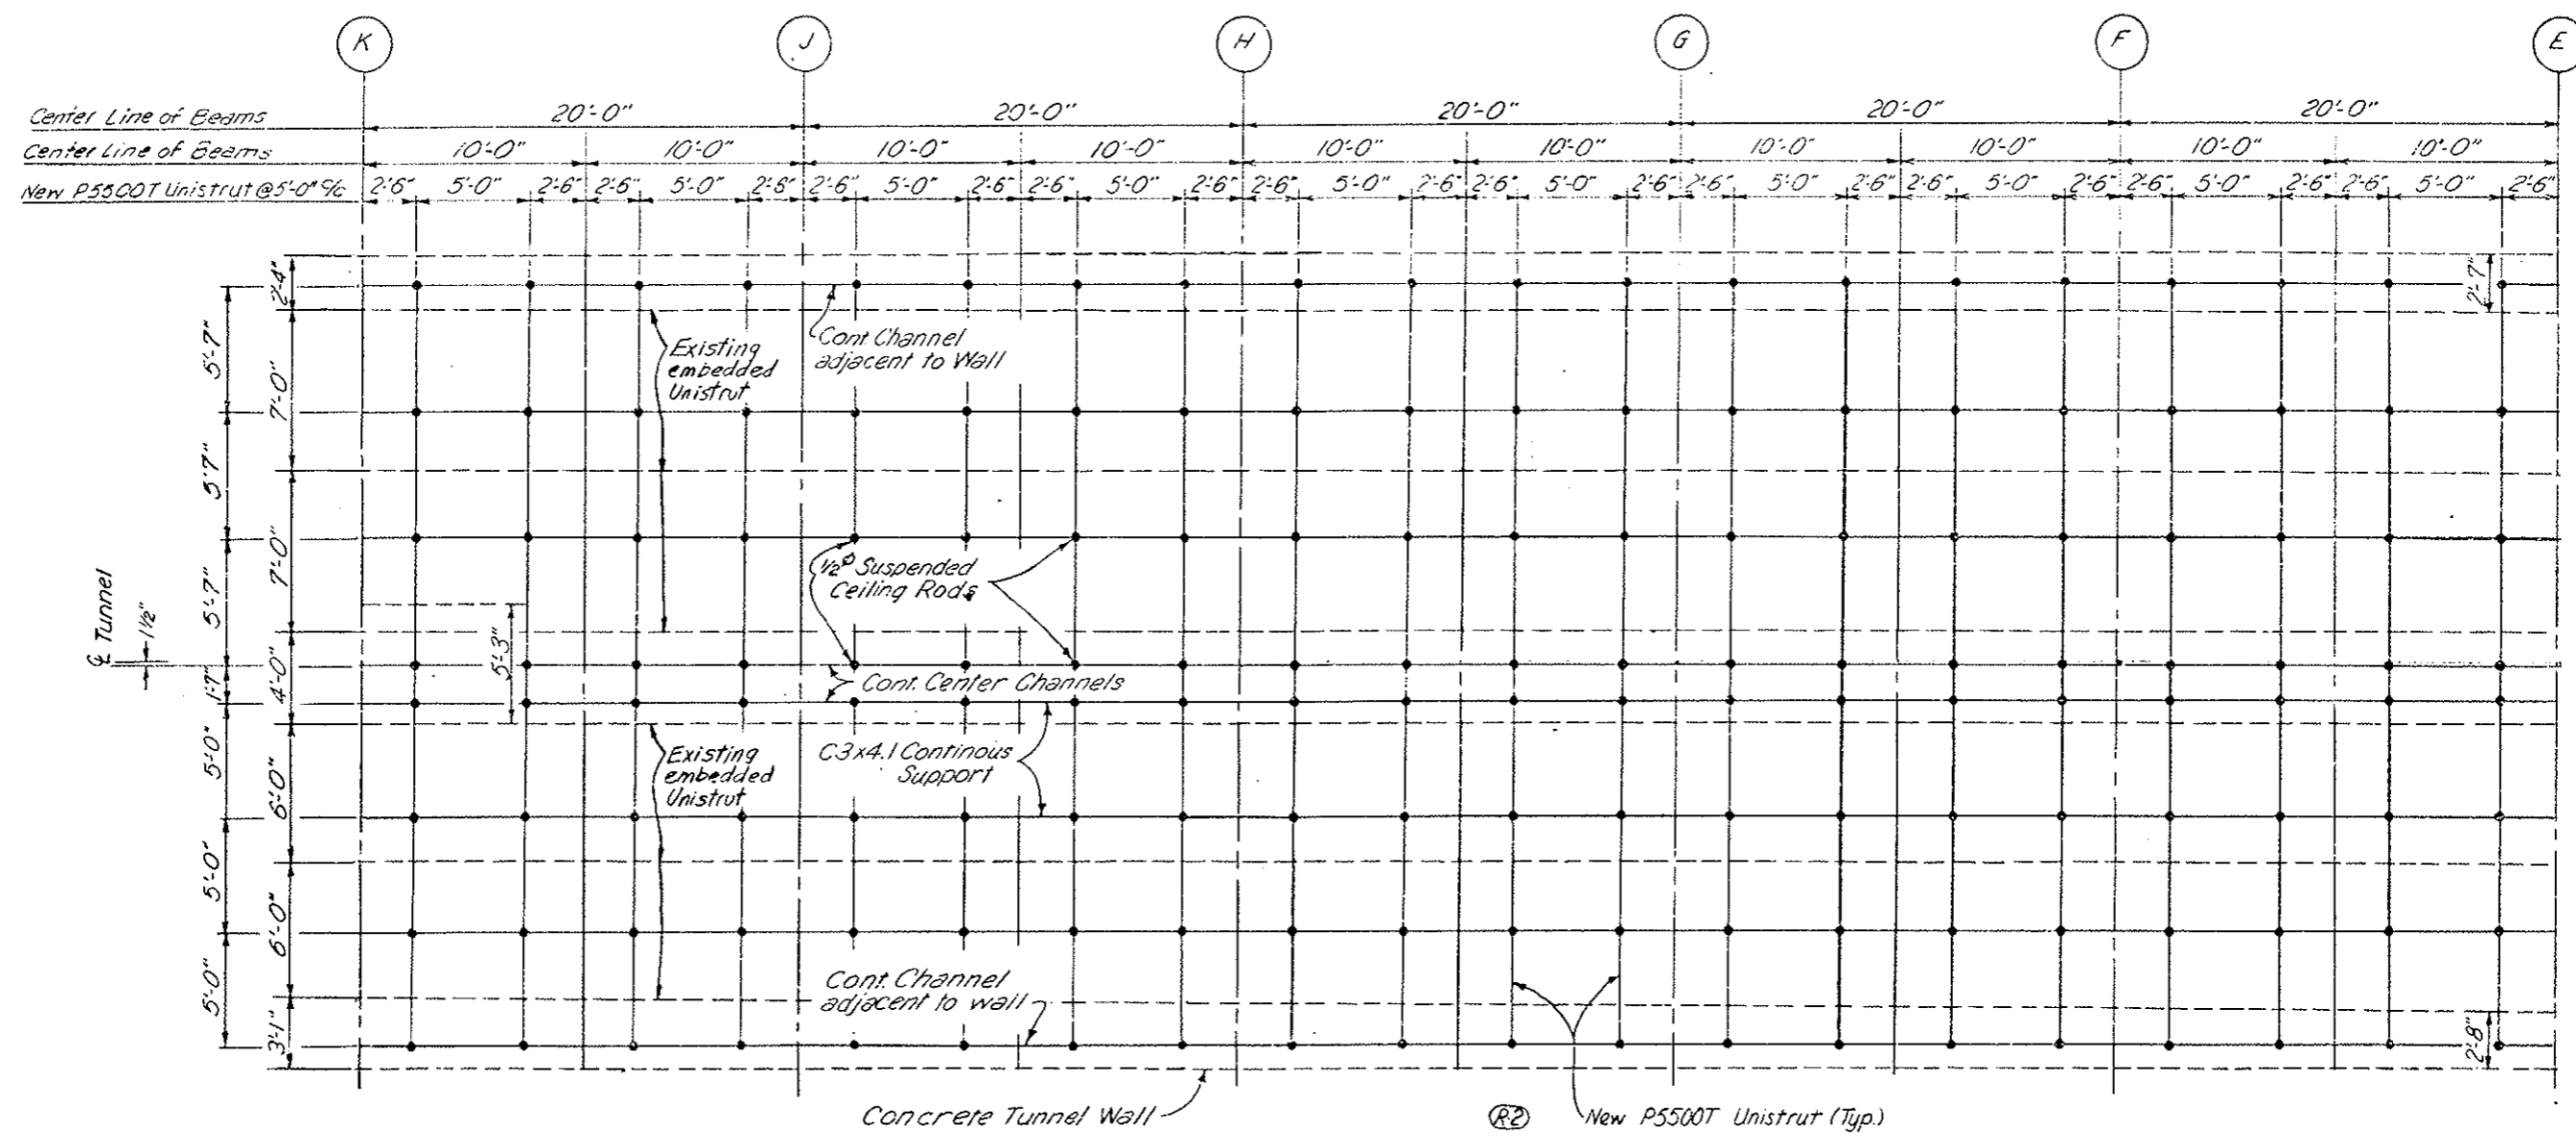 K J H G F E
Center Line of Beams 20'-0" 20'-0" 20'-0" 20'-0" 20'-0"
Center Line of Beams 10'-0" 10'-0" 10'-0" 10'-0" 10'-0" 10'-0" 10'-0" 10'-0" 10'-0" 10'-0"
New P5500T Unistrut @ 5'-0" c/c 2'-6" 5'-0" 2'-6" 2'-6" 5'-0" 2'-6" 2'-6" 5'-0" 2'-6" 2'-6" 5'-0" 2'-6" 2'-6" 5'-0" 2'-6" 2'-6" 5'-0" 2'-6" 2'-6" 5'-0" 2'-6" 2'-6" 5'-0" 2'-6" 2'-6" 5'-0" 2'-6" 2'-6" 5'-0" 2'-6"
2'-4"
2'-7"
5'-7"
7'-0"
Existing
embedded
Unistrut
Cont Channel
adjacent to Wall
5'-7"
7'-0"
5'-7"
1/2"
Suspended
Ceiling Rods
℄ Tunnel
1½"
5'-3"
4'-0"
1'-7"
Cont. Center Channels
5'-0"
6'-0"
Existing
embedded
Unistrut
C3x4.1 Continous
Support
5'-0"
6'-0"
5'-0"
3'-1"
Cont. Channel
adjacent to wall
2'-8"
Concrete Tunnel Wall
R-2
New P5500T Unistrut (Typ.)